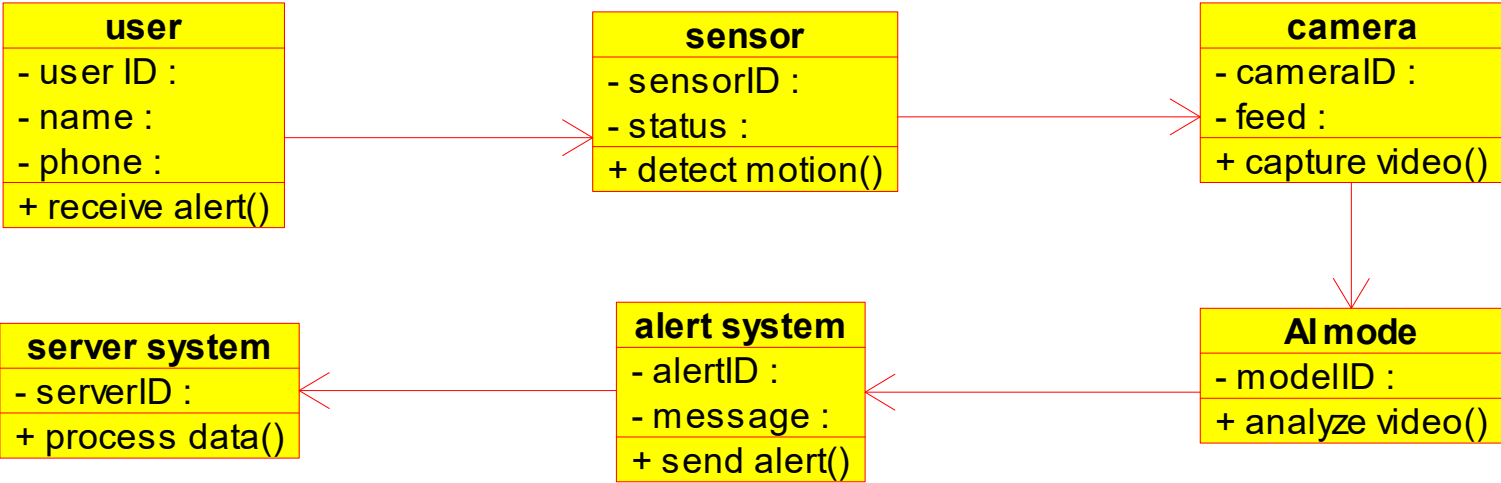 user
- user ID :
- name :
- phone :
+ receive alert()
sensor
- sensorID :
- status :
+ detect motion()
camera
- cameraID :
- feed :
+ capture video()
server system
- serverID :
+ process data()
alert system
- alertID :
- message :
+ send alert()
AI mode
- modelID :
+ analyze video()